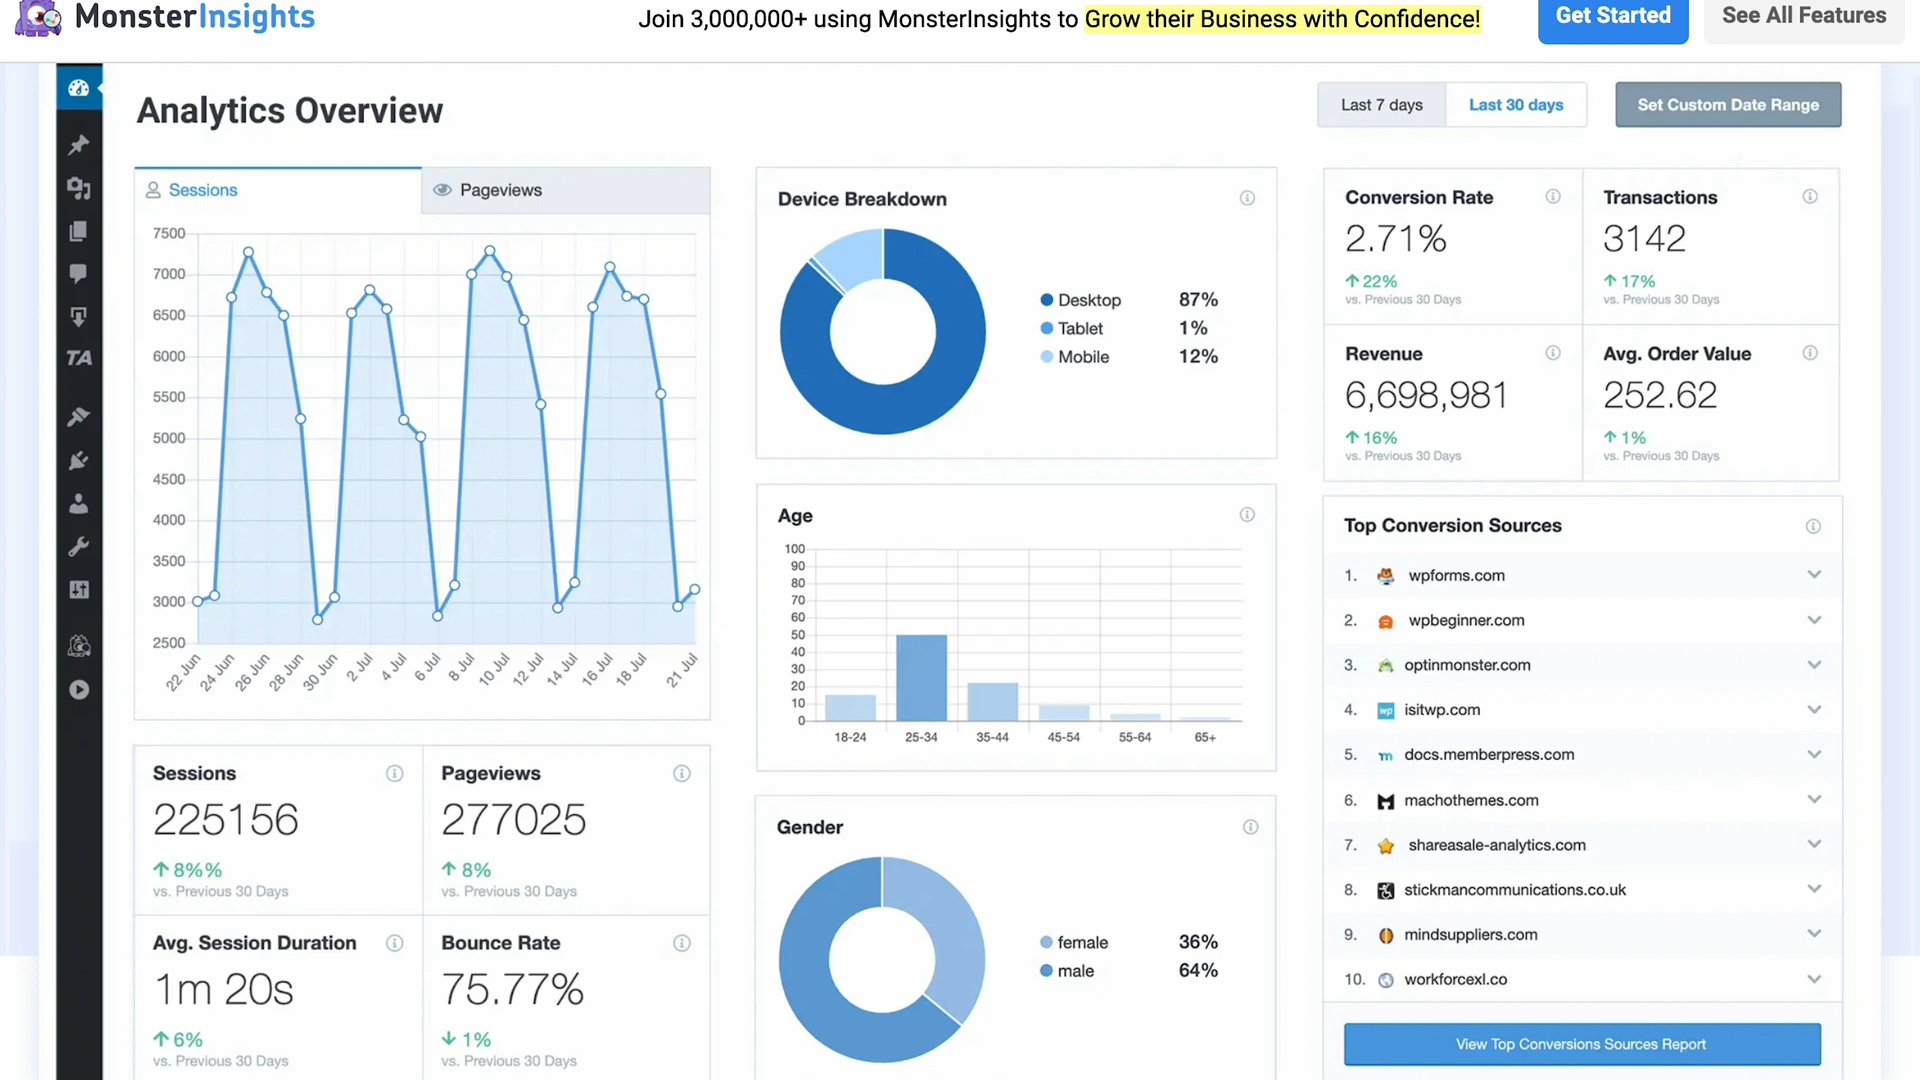 MonsterInsights
Join 3,000,000+ using MonsterInsights to Grow their Business with Confidence!
Get Started
See All Features
TA
Analytics Overview
Last 7 days
Last 30 days
Set Custom Date Range
Sessions
Pageviews
7500
7000
6500
6000
5500
5000
4500
4000
3500
3000
2500
22 Jun
24 Jun
26 Jun
28 Jun
30 Jun
2 Jul
4 Jul
6 Jul
8 Jul
10 Jul
12 Jul
14 Jul
16 Jul
18 Jul
21 Jul
Sessions
225156
8%%
vs. Previous 30 Days
Pageviews
277025
8%
vs. Previous 30 Days
Avg. Session Duration
1m 20s
6%
vs. Previous 30 Days
Bounce Rate
75.77%
1%
vs. Previous 30 Days
Device Breakdown
Desktop 87%
Tablet 1%
Mobile 12%
Age
100
90
80
70
60
50
40
30
20
10
0
18-24
25-34
35-44
45-54
55-64
65+
Gender
female 36%
male 64%
Conversion Rate
2.71%
22%
vs. Previous 30 Days
Transactions
3142
17%
vs. Previous 30 Days
Revenue
6,698,981
16%
vs. Previous 30 Days
Avg. Order Value
252.62
1%
vs. Previous 30 Days
Top Conversion Sources
1. wpforms.com
2. wpbeginner.com
3. optinmonster.com
4. wp isitwp.com
5. m docs.memberpress.com
6. machothemes.com
7. shareasale-analytics.com
8. stickmancommunications.co.uk
9. mindsuppliers.com
10. workforcexl.co
View Top Conversions Sources Report